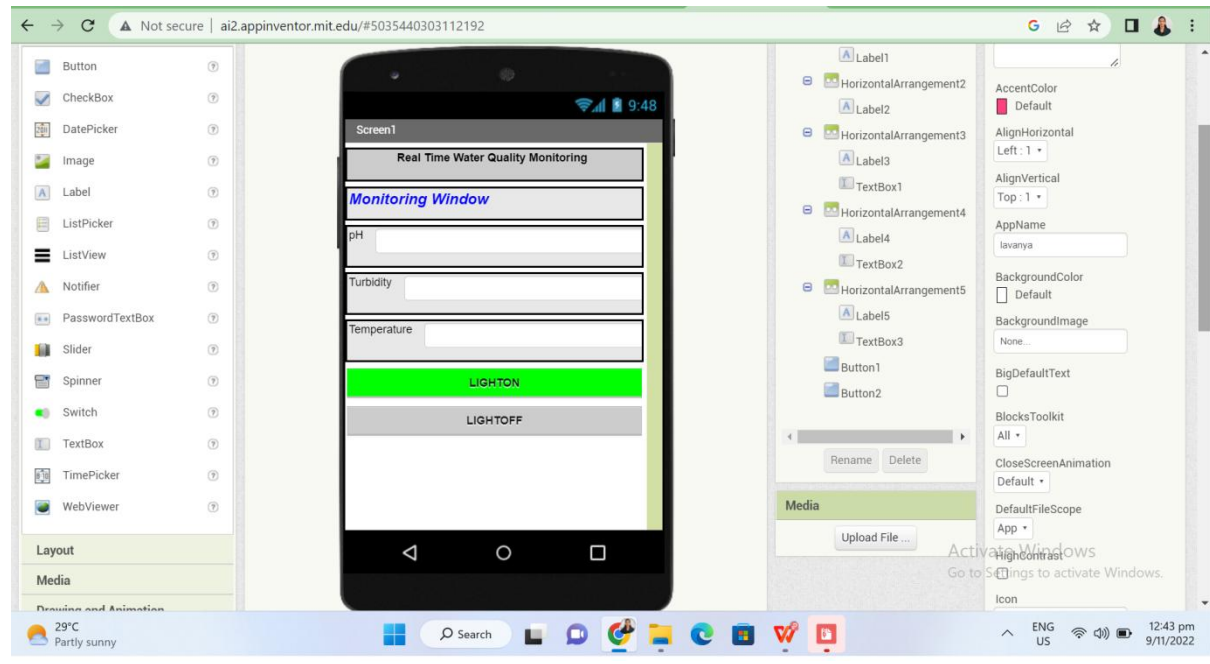 Not secure | ai2.appinventor.mit.edu/#5035440303112192
Button
CheckBox
DatePicker
Image
Label
ListPicker
ListView
Notifier
PasswordTextBox
Slider
Spinner
Switch
TextBox
TimePicker
WebViewer
Layout
Media
Drawing and Animation
9:48
Screen1
Real Time Water Quality Monitoring
Monitoring Window
pH
Turbidity
Temperature
LIGHTON
LIGHTOFF
Label1
HorizontalArrangement2
Label2
HorizontalArrangement3
Label3
TextBox1
HorizontalArrangement4
Label4
TextBox2
HorizontalArrangement5
Label5
TextBox3
Button1
Button2
Rename Delete
Media
Upload File ...
AccentColor
Default
AlignHorizontal
Left : 1
AlignVertical
Top : 1
AppName
lavanya
BackgroundColor
Default
BackgroundImage
None...
BigDefaultText
BlocksToolkit
All
CloseScreenAnimation
Default
DefaultFileScope
App
HighContrast
Icon
Activate Windows
Go to Settings to activate Windows.
29°C
Partly sunny
Search
ENG
US
12:43 pm
9/11/2022